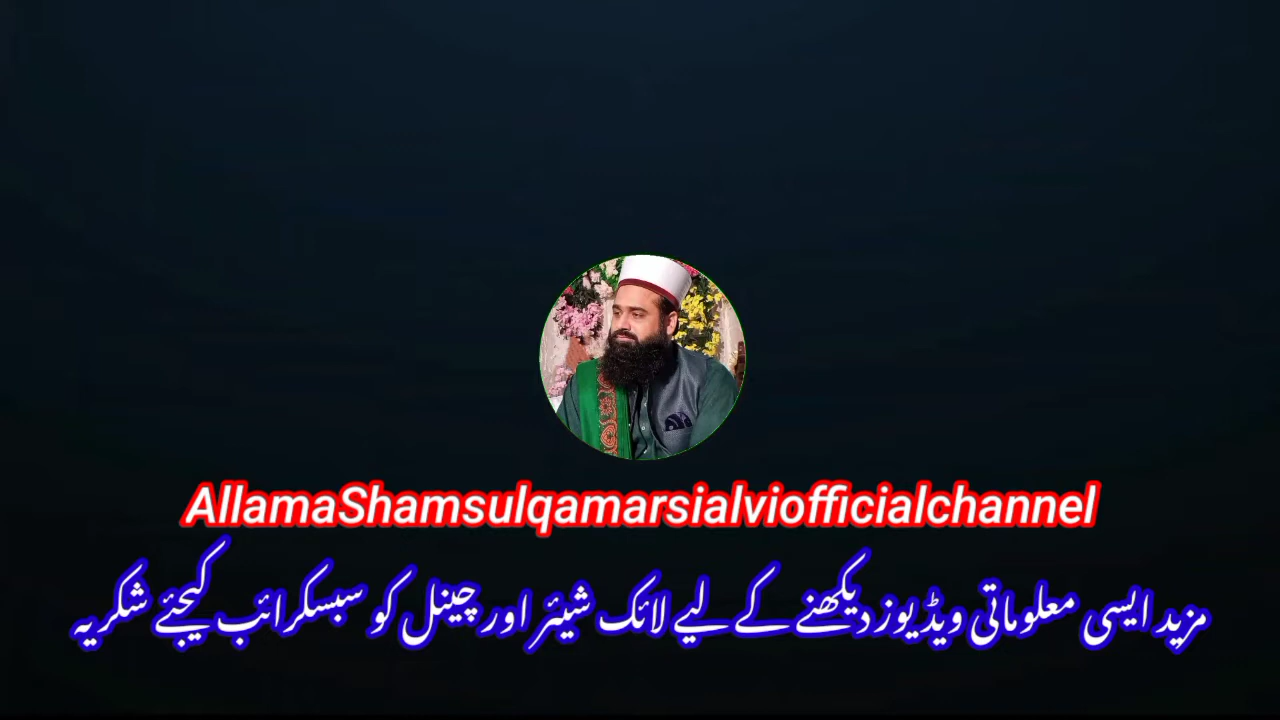 AllamaShamsulqamarsialviofficialchannel
مزید ایسی معلوماتی ویڈیوز دیکھنے کے لیے لائک شیئر اور چینل کو سبسکرائب کیجئے شکریہ